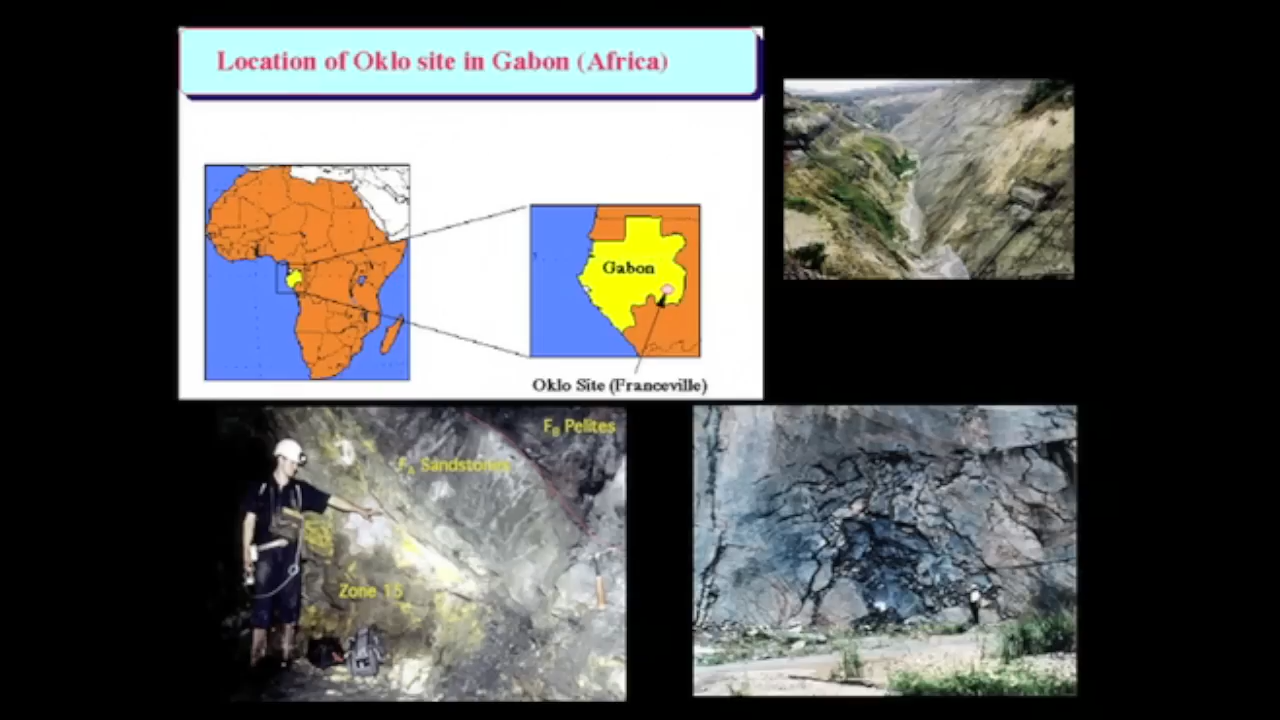 Location of Oklo site in Gabon (Africa)
Gabon
Oklo Site (Franceville)
FB Pelites
FA Sandstones
Zone 15